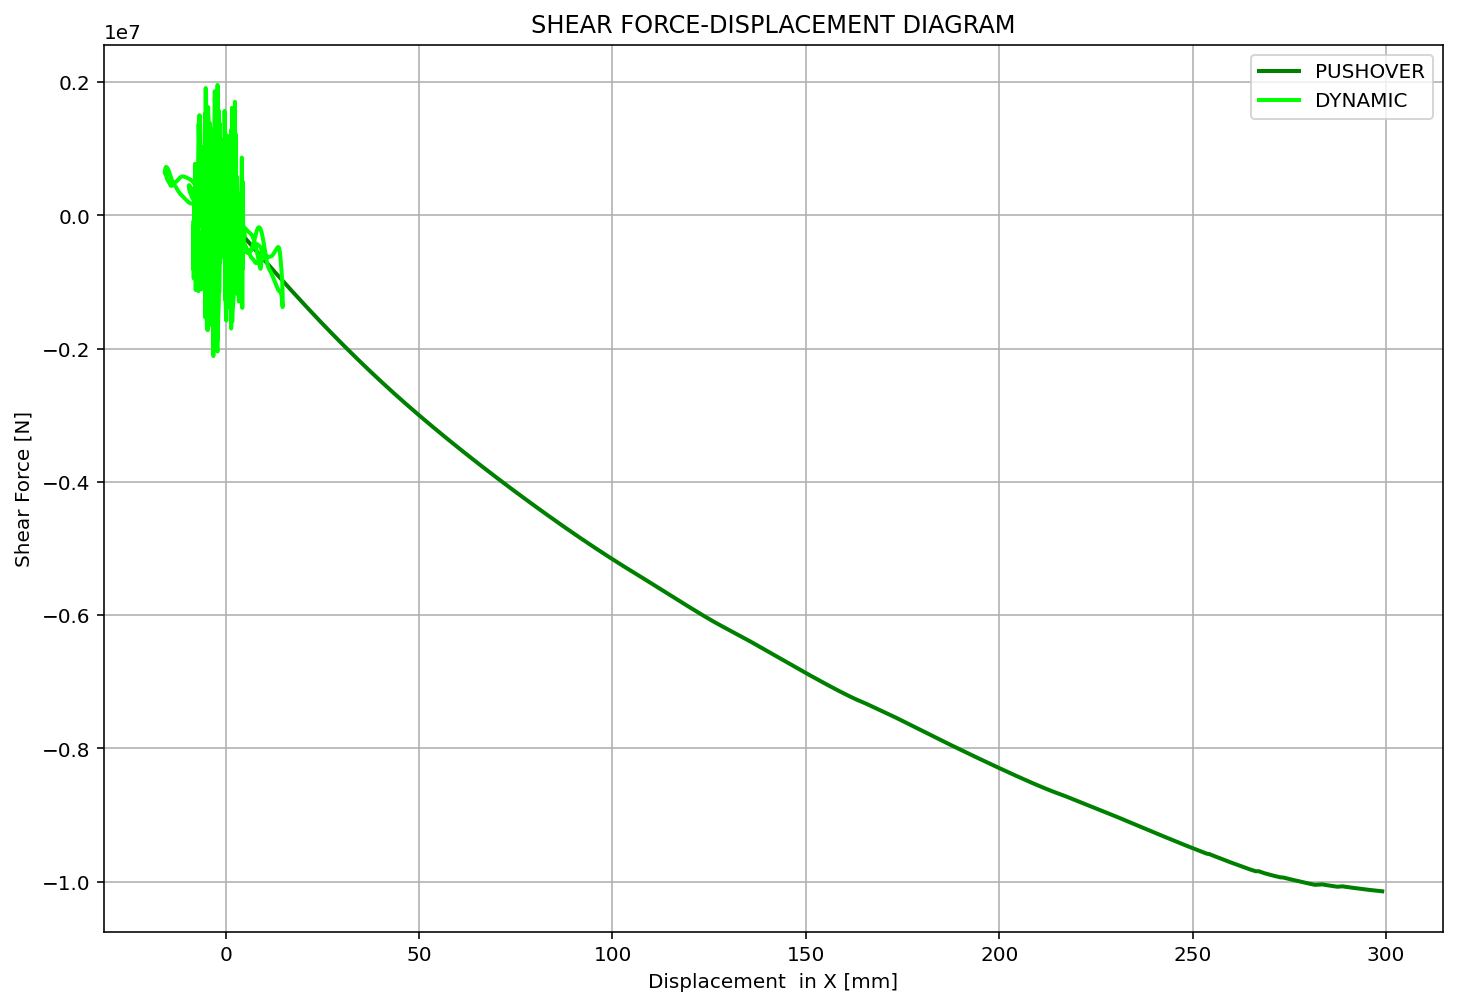 SHEAR FORCE-DISPLACEMENT DIAGRAM
1e7
PUSHOVER
DYNAMIC
0.2
0.0
−0.2
−0.4
−0.6
−0.8
−1.0
Shear Force [N]
0 50 100 150 200 250 300
Displacement  in X [mm]